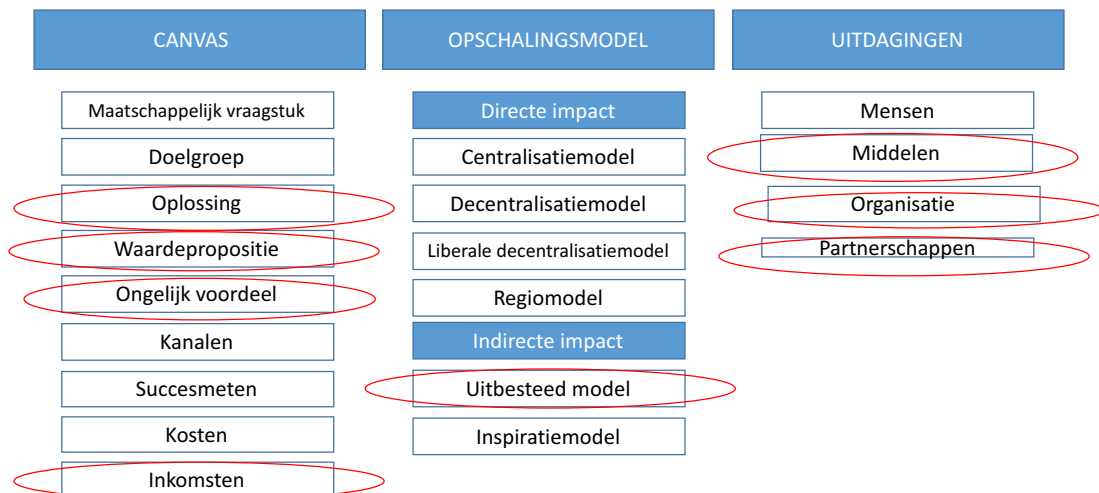 CANVAS
Maatschappelijk vraagstuk
Doelgroep
Oplossing
Waardepropositie
Ongelijk voordeel
Kanalen
Succesmeten
Kosten
Inkomsten
OPSCHALINGSMODEL
Directe impact
Centralisatiemodel
Decentralisatiemodel
Liberale decentralisatiemodel
Regiomodel
Indirecte impact
Uitbesteed model
Inspiratiemodel
UITDAGINGEN
Mensen
Middelen
Organisatie
Partnerschappen